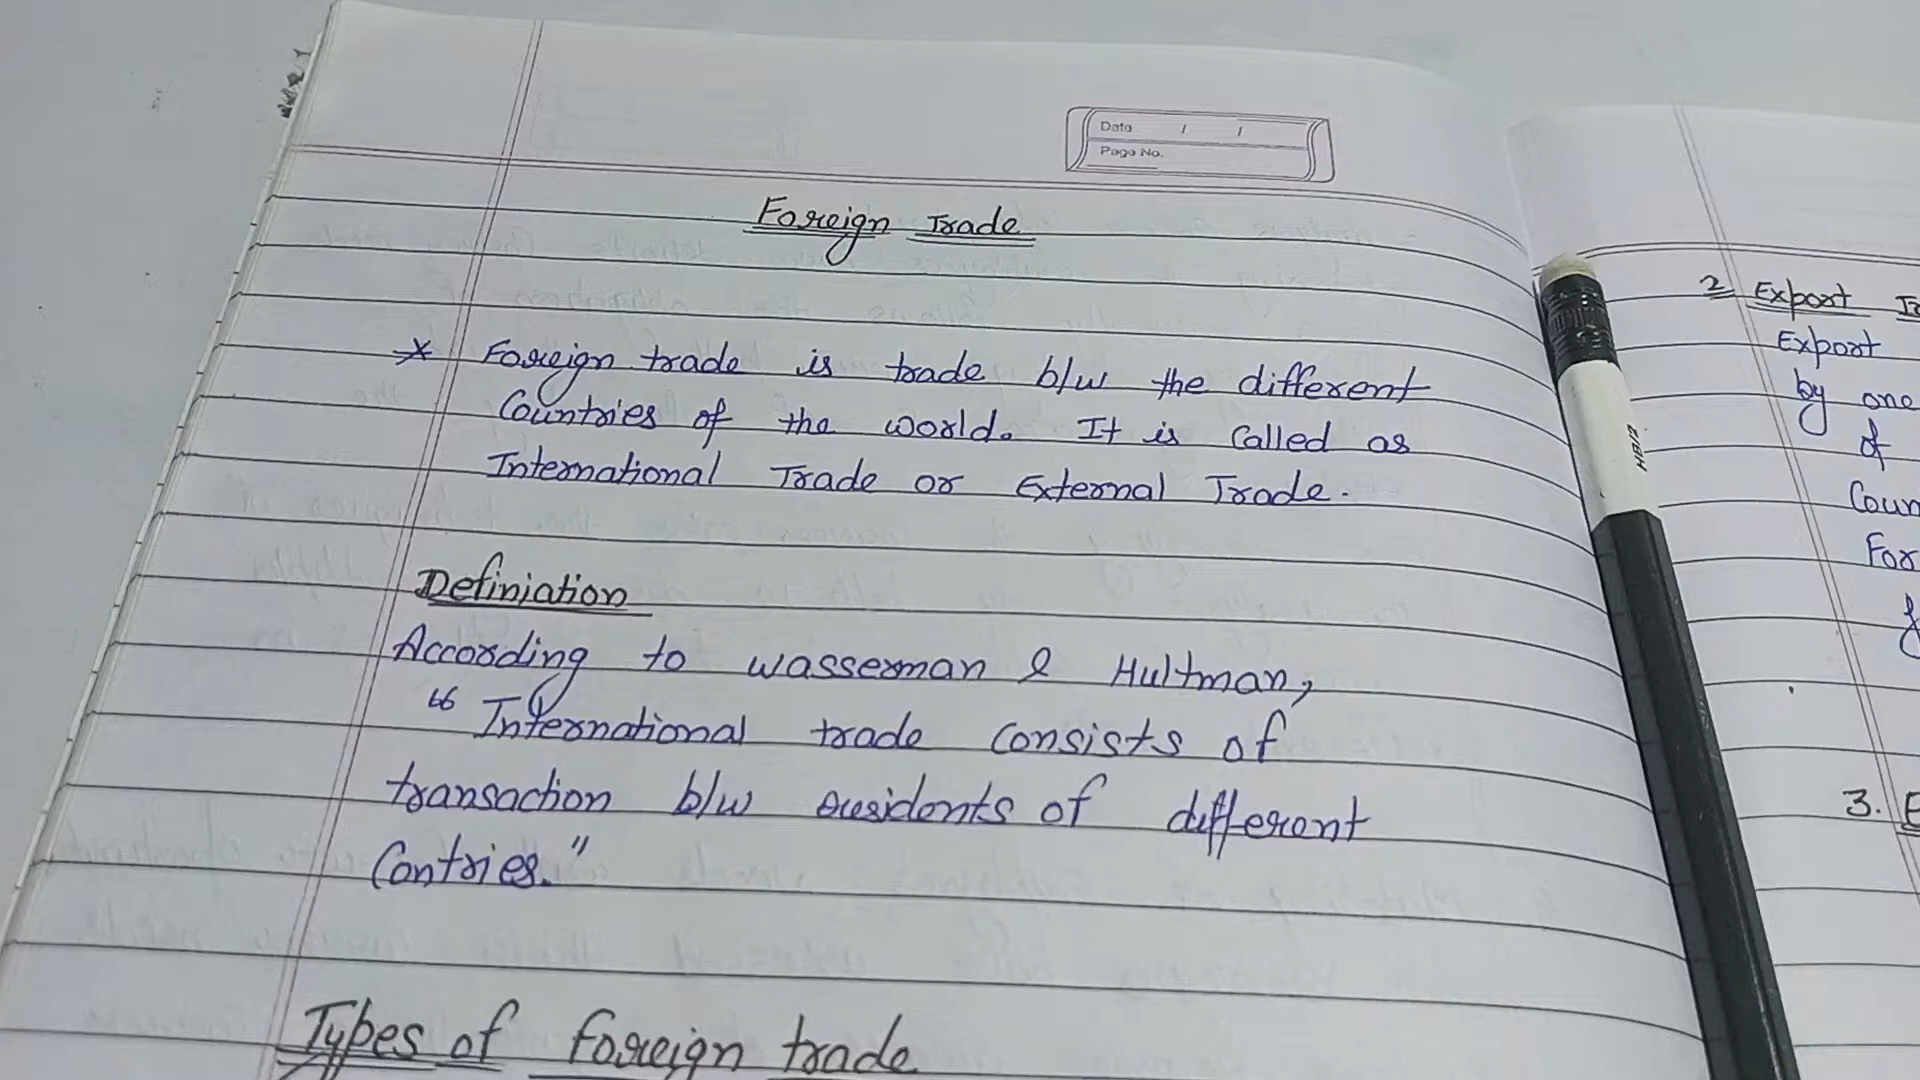 Date / /
Page No.
Foreign Trade
* Foreign trade is trade b/w the different
Countries of the world. It is Called as
International Trade or External Trade.
Definiation
According to wasserman & Hultman,
"International trade consists of
transaction b/w residents of different
Contries."
Types of foreign trade
2 Export
Export
by one
of
Coun
For
3. E
HB/2